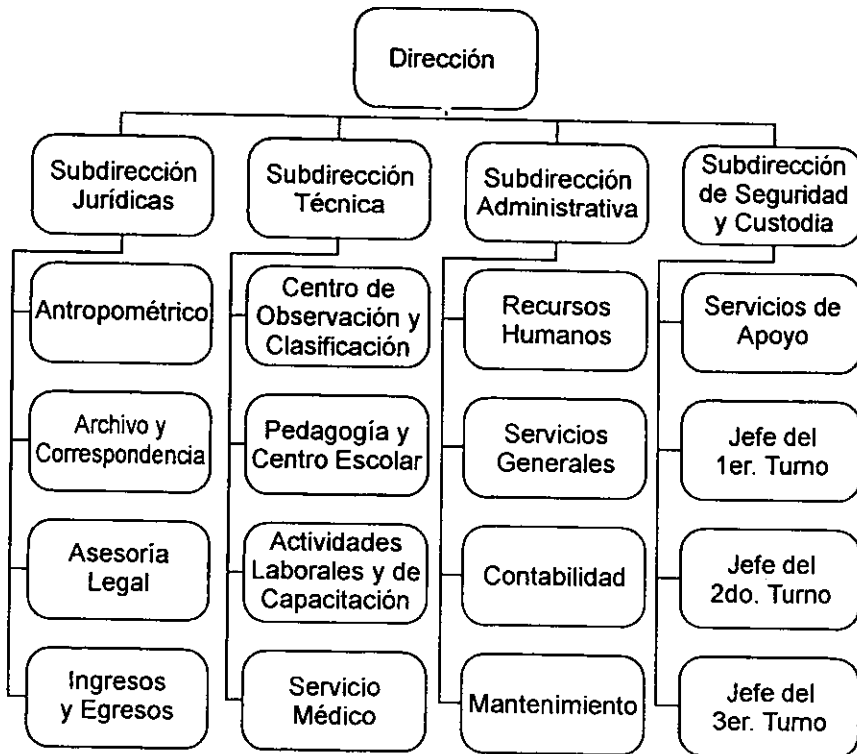 Dirección
Subdirección
Jurídicas
Subdirección
Técnica
Subdirección
Administrativa
Subdirección
de Seguridad
y Custodia
Antropométrico
Centro de
Observación y
Clasificación
Recursos
Humanos
Servicios de
Apoyo
Archivo y
Correspondencia
Pedagogía y
Centro Escolar
Servicios
Generales
Jefe del
1er. Turno
Asesoría
Legal
Actividades
Laborales y de
Capacitación
Contabilidad
Jefe del
2do. Turno
Ingresos
y Egresos
Servicio
Médico
Mantenimiento
Jefe del
3er. Turno